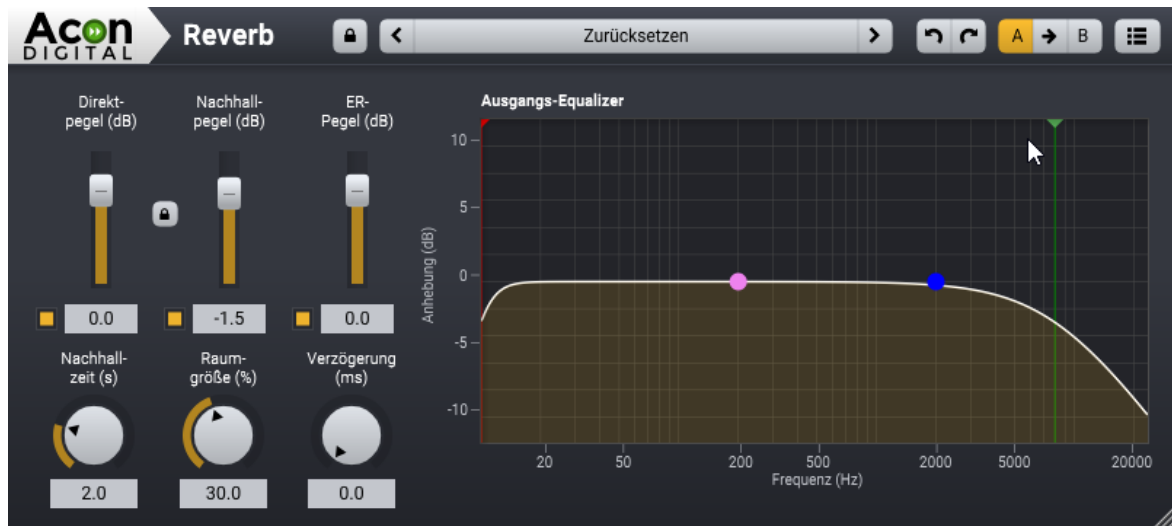 Acon
DIGITAL
Reverb
Zurücksetzen
A
B
Direkt-
pegel (dB)
Nachhall-
pegel (dB)
ER-
Pegel (dB)
0.0
-1.5
0.0
Nachhall-
zeit (s)
Raum-
größe (%)
Verzögerung
(ms)
2.0
30.0
0.0
Ausgangs-Equalizer
Anhebung (dB)
10
5
0
-5
-10
20 50 200 500 2000 5000 20000
Frequenz (Hz)